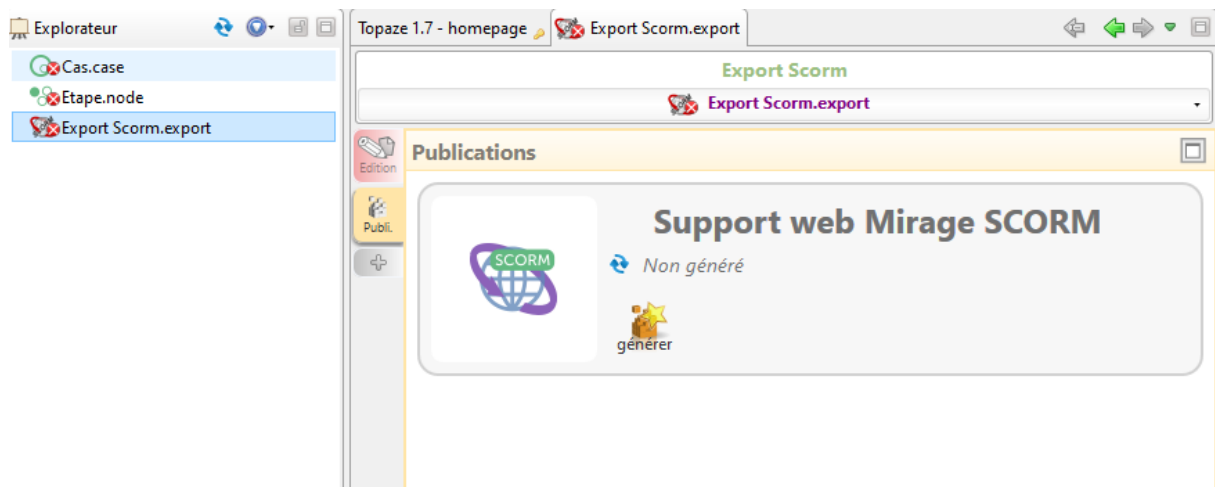 Explorateur
Cas.case
Etape.node
Export Scorm.export
Topaze 1.7 - homepage
Export Scorm.export
Export Scorm
Export Scorm.export
Edition
Publications
Publi.
SCORM
Support web Mirage SCORM
Non généré
générer